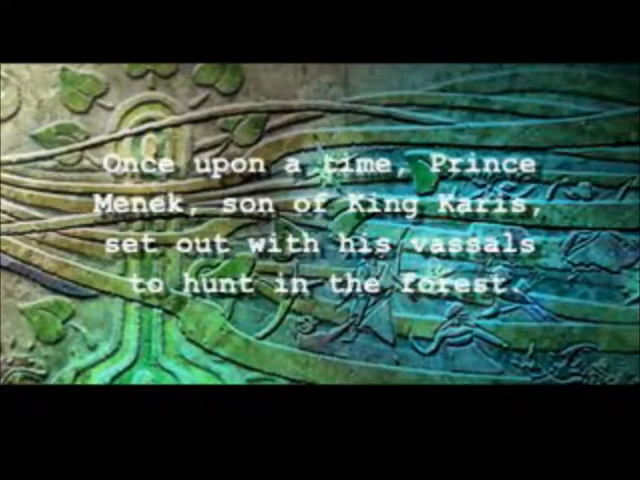 Once upon a time, Prince
Menek, son of King Karis,
set out with his vassals
to hunt in the forest.